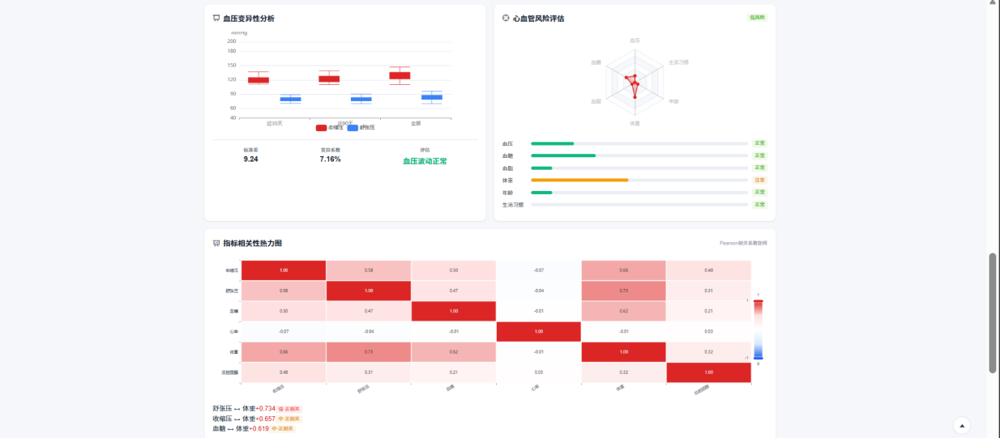 血压变异性分析
mmHg
200
180
150
120
90
60
40
近30天
近90天
全部
收缩压
舒张压
标准差
变异系数
评估
9.24
7.16%
血压波动正常
心血管风险评估
低风险
血压
血糖
生活习惯
血脂
年龄
体重
血压 正常
血糖 正常
血脂 正常
体重 注意
年龄 正常
生活习惯 正常
指标相关性热力图
Pearson相关系数矩阵
收缩压 1.00 0.58 0.50 -0.07 0.66 0.48
舒张压 0.58 1.00 0.47 -0.04 0.73 0.31
血糖 0.50 0.47 1.00 -0.01 0.62 0.21
心率 -0.07 -0.04 -0.01 1.00 -0.01 0.03
体重 0.66 0.73 0.62 -0.01 1.00 0.32
总胆固醇 0.48 0.31 0.21 0.03 0.32 1.00
收缩压
舒张压
血糖
心率
体重
总胆固醇
1
1
-1
0
舒张压 ↔ 体重+0.734 强·正相关
收缩压 ↔ 体重+0.657 中·正相关
血糖 ↔ 体重+0.619 中·正相关